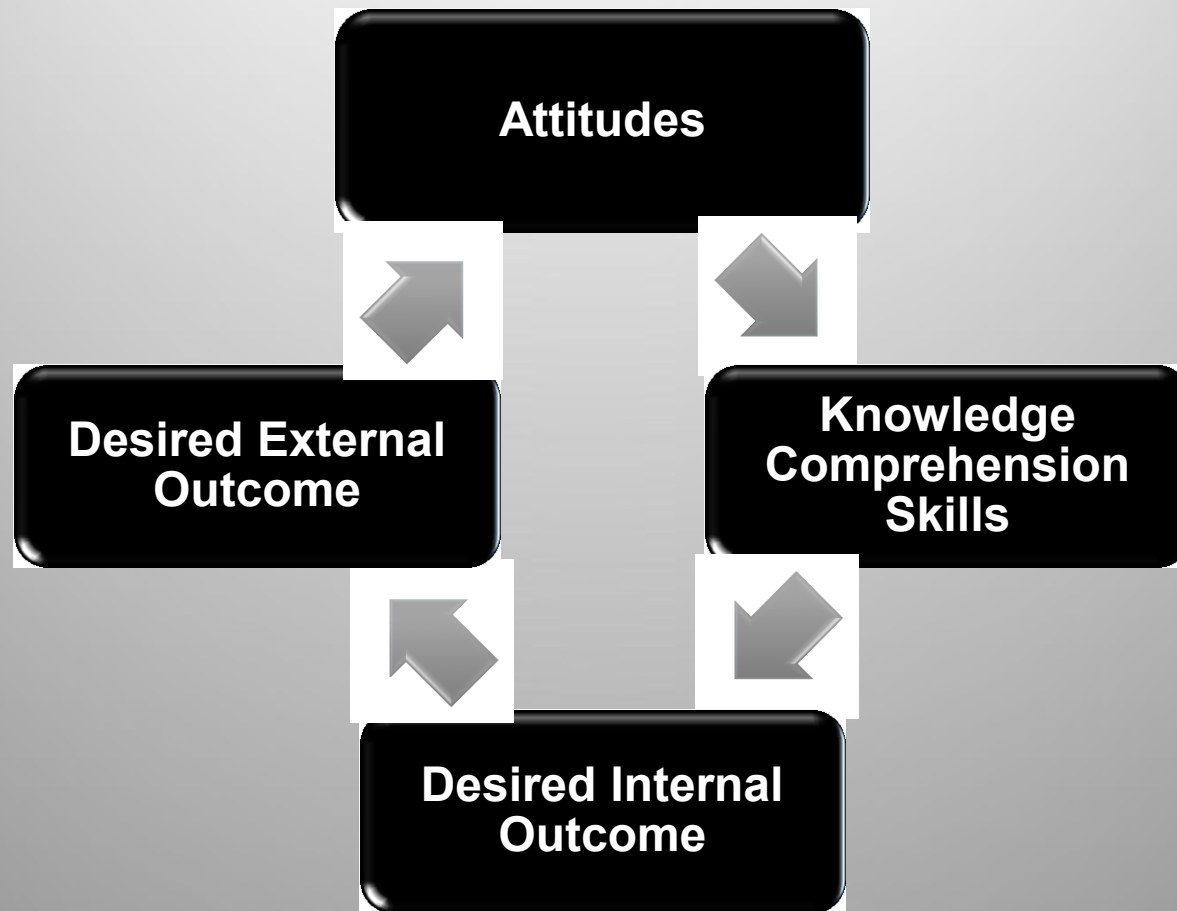 Attitudes
Desired External
Outcome
Knowledge
Comprehension
Skills
Desired Internal
Outcome